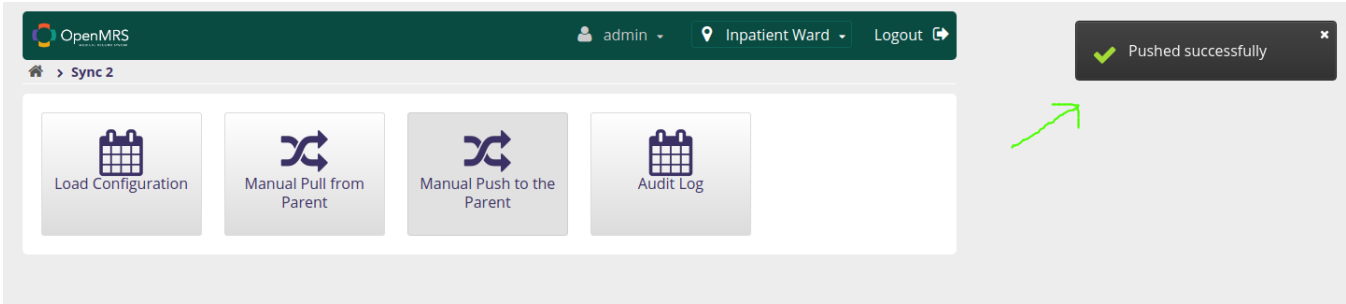 OpenMRS
admin
Inpatient Ward
Logout
Pushed successfully
Sync 2
Load Configuration
Manual Pull from
Parent
Manual Push to the
Parent
Audit Log